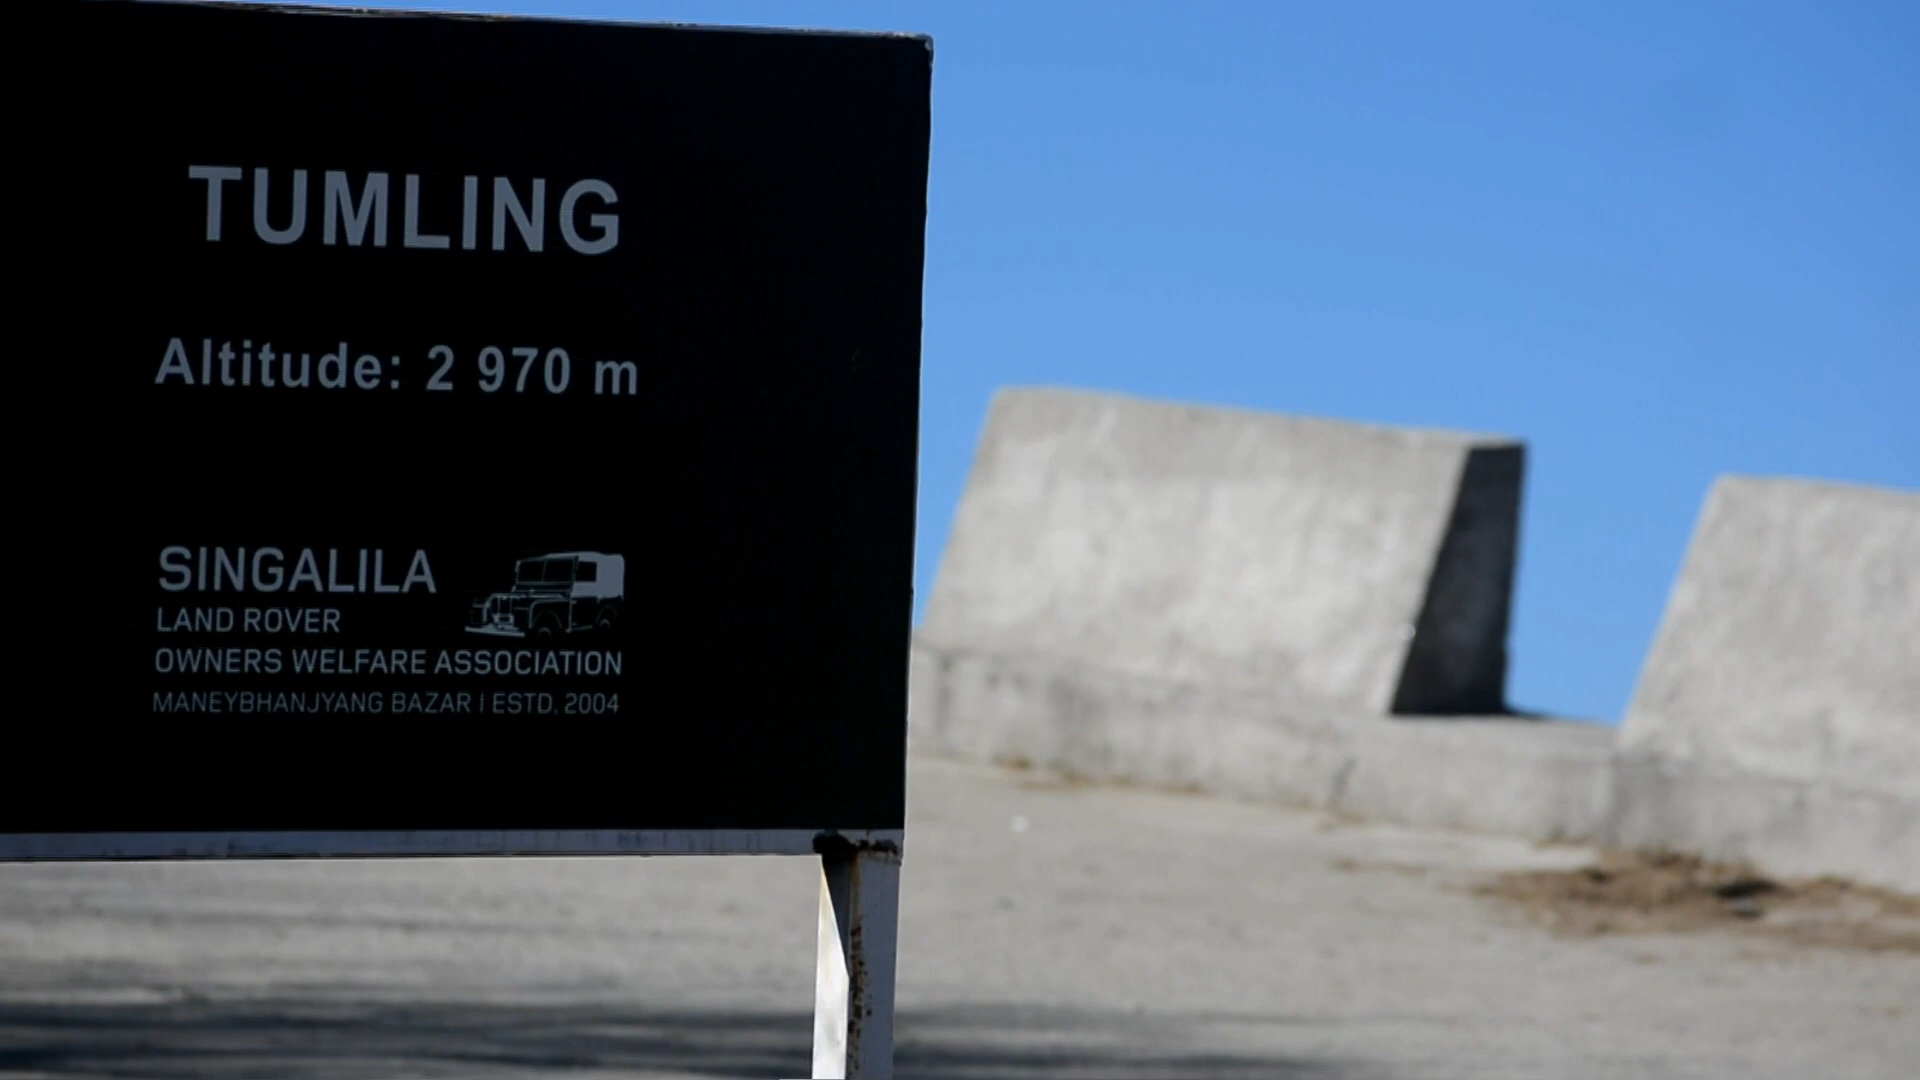 TUMLING
Altitude: 2 970 m
SINGALILA
LAND ROVER
OWNERS WELFARE ASSOCIATION
MANEYBHANJYANG BAZAR | ESTD. 2004